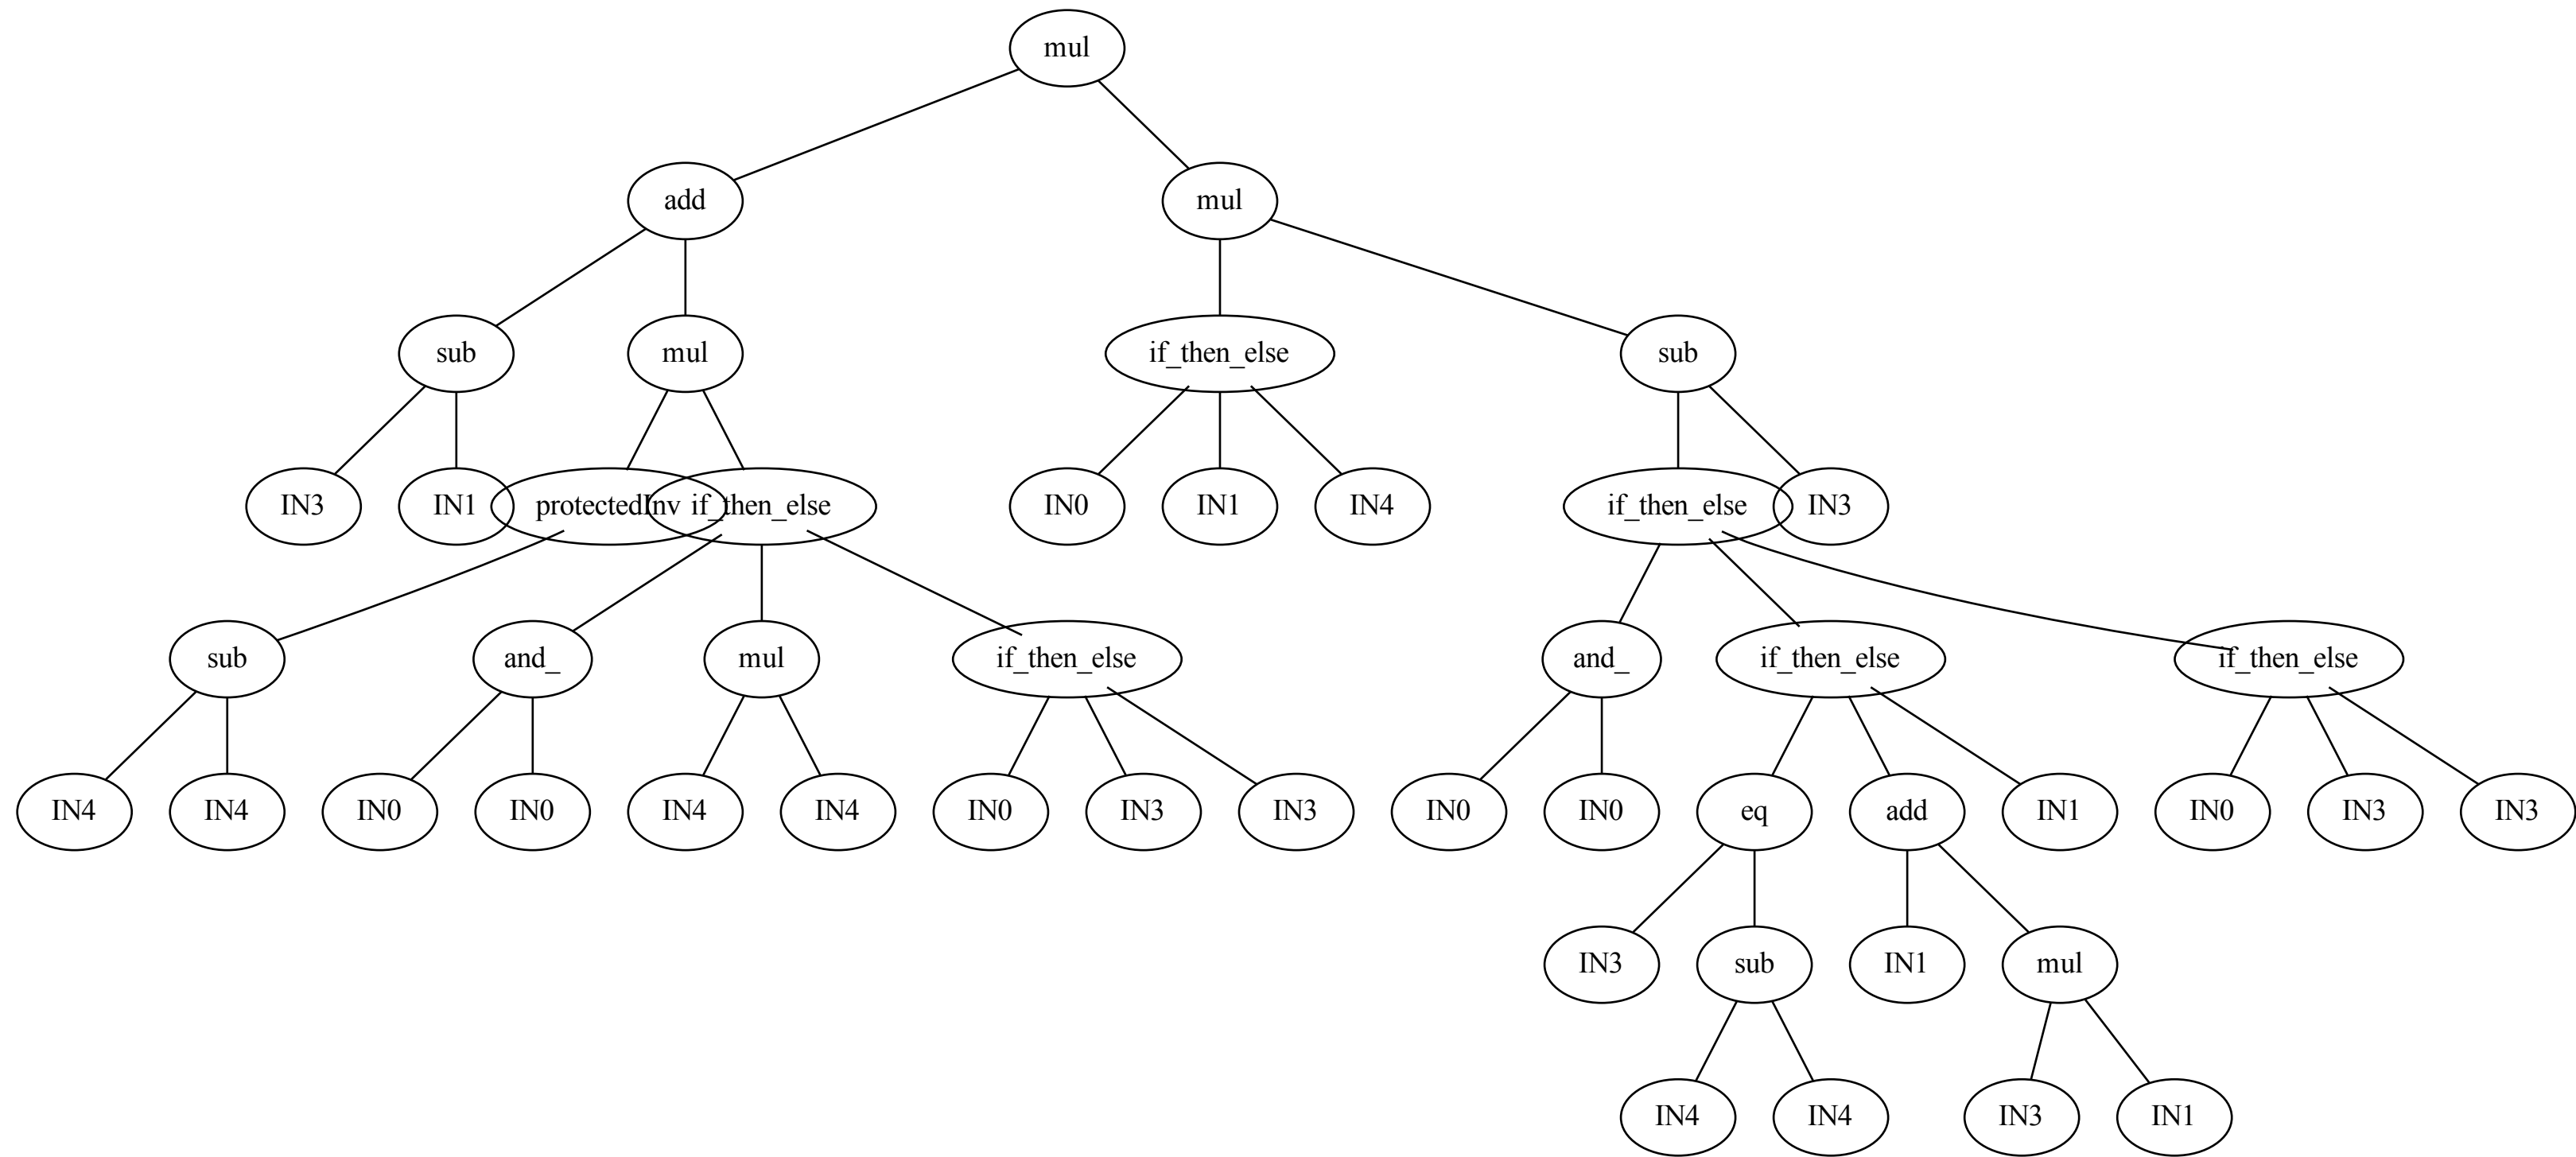 mul
add mul
sub mul if_then_else sub
IN3 IN1 protectedInv if_then_else IN0 IN1 IN4 if_then_else IN3
sub and_ mul if_then_else and_ if_then_else if_then_else
IN4 IN4 IN0 IN0 IN4 IN4 IN0 IN3 IN3 IN0 IN0 eq add IN1 IN0 IN3 IN3
IN3 sub IN1 mul
IN4 IN4 IN3 IN1